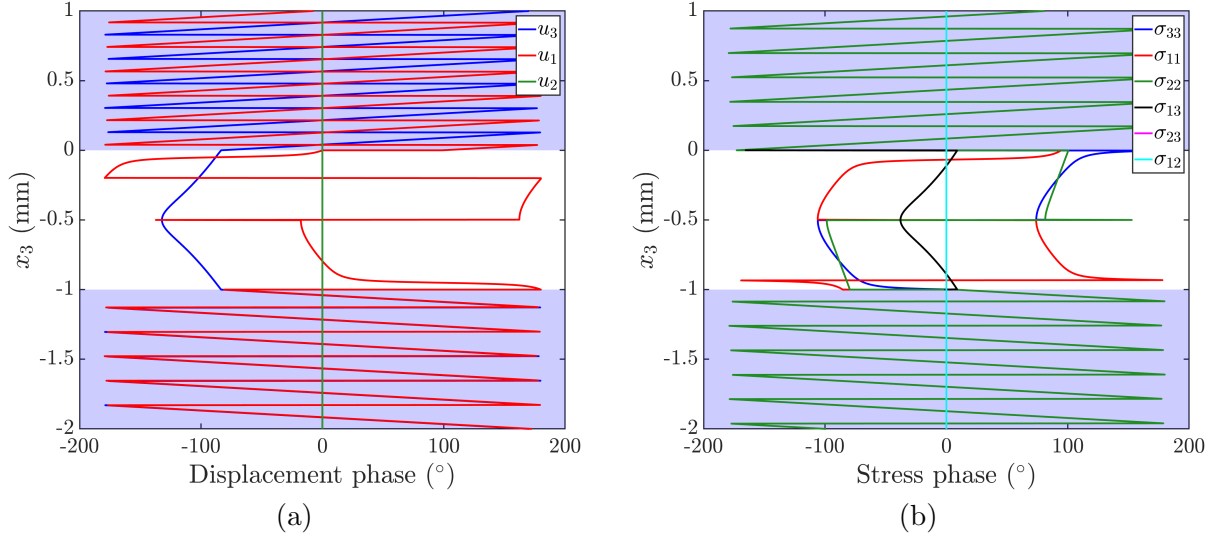 1
0.5
0
-0.5
-1
-1.5
-2
x₃ (mm)
-200 -100 0 100 200
Displacement phase (°)
u₃
u₁
u₂
(a)
1
0.5
0
-0.5
-1
-1.5
-2
x₃ (mm)
-200 -100 0 100 200
Stress phase (°)
σ₃₃
σ₁₁
σ₂₂
σ₁₃
σ₂₃
σ₁₂
(b)